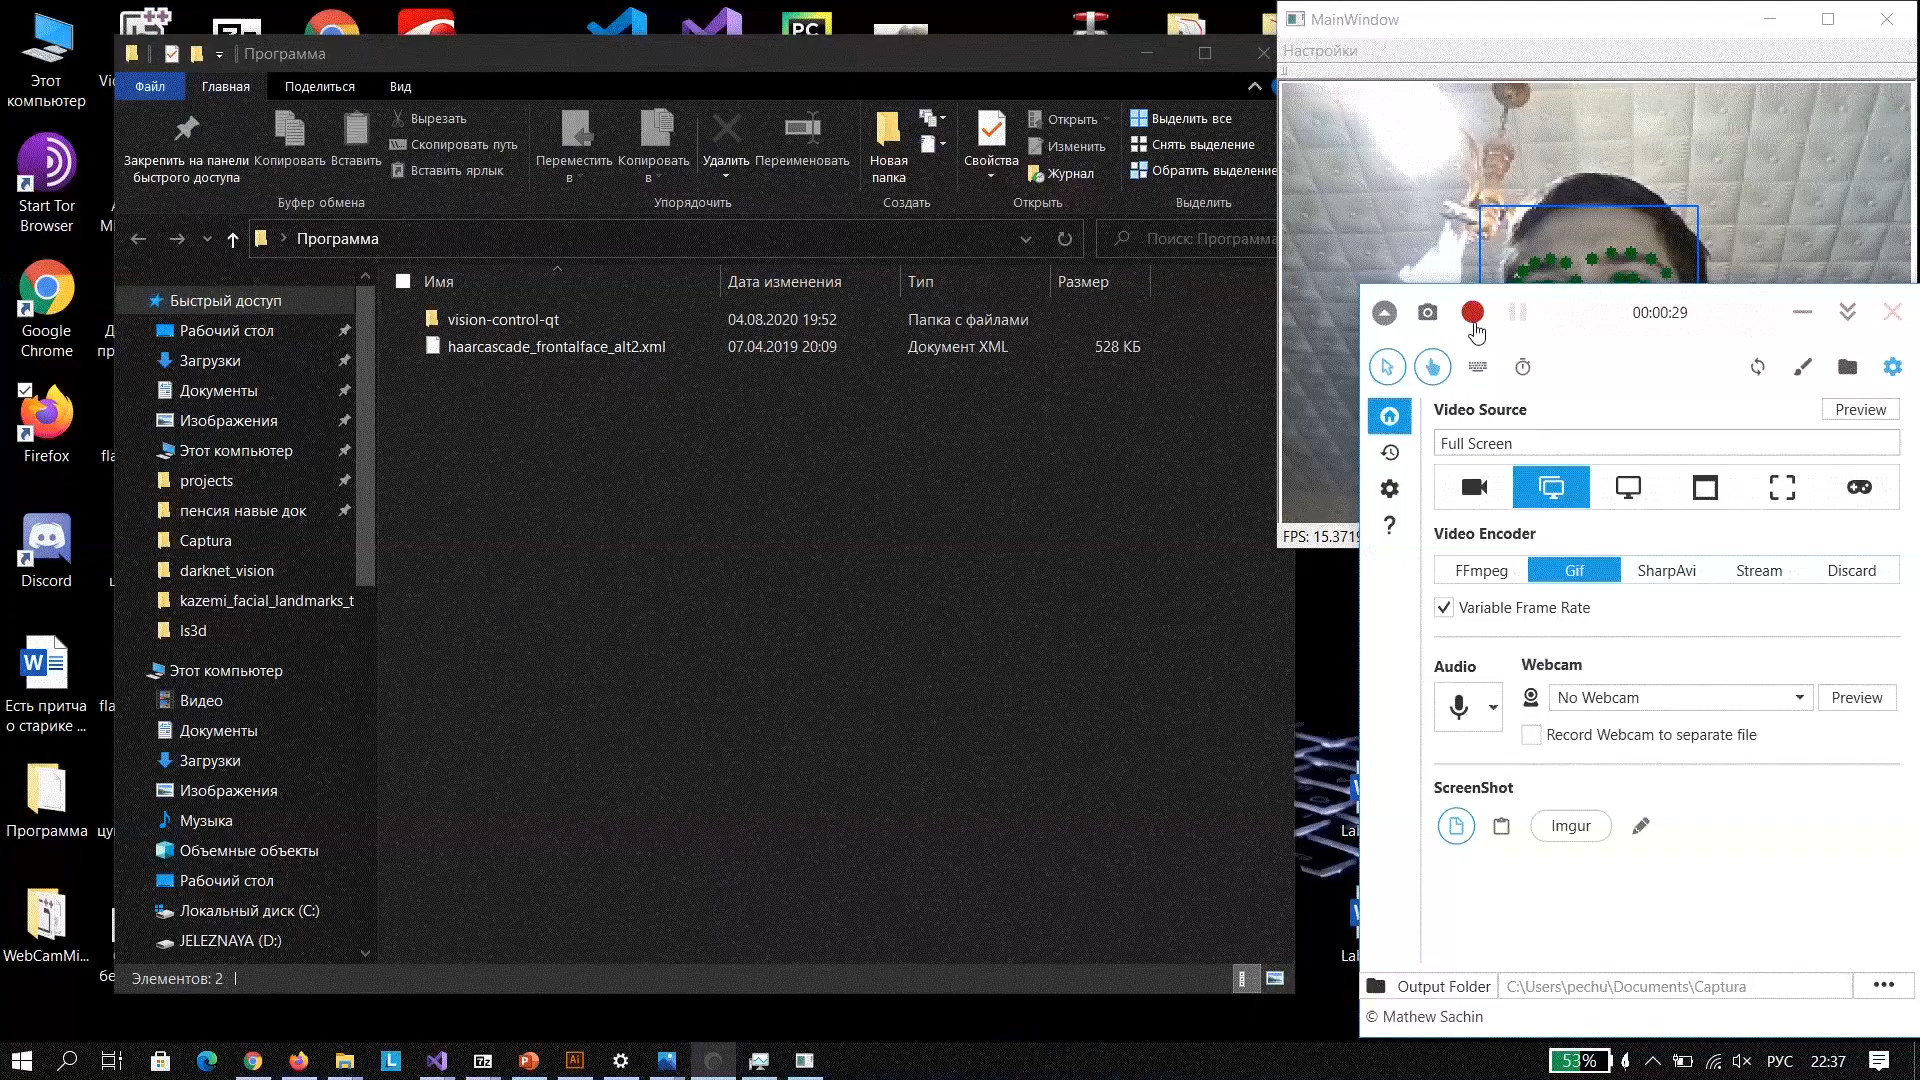 Этот
компьютер
Start Tor
Browser
Google
Chrome
Firefox
Discord
Есть притча
о старике ...
Программа
WebCamMi...
PC
Программа
Файл
Главная
Поделиться
Вид
Закрепить на панели
быстрого доступа
Копировать
Вставить
Вырезать
Скопировать путь
Вставить ярлык
Буфер обмена
Переместить
в
Копировать
в
Удалить
Переименовать
Упорядочить
Новая
папка
Создать
Свойства
Открыть
Изменить
Журнал
Открыть
Выделить все
Снять выделение
Обратить выделение
Выделить
Программа
Поиск: Программа
Имя
Дата изменения
Тип
Размер
vision-control-qt
04.08.2020 19:52
Папка с файлами
haarcascade_frontalface_alt2.xml
07.04.2019 20:09
Документ XML
528 КБ
Быстрый доступ
Рабочий стол
Загрузки
Документы
Изображения
Этот компьютер
projects
пенсия навые док
Captura
darknet_vision
kazemi_facial_landmarks_t
ls3d
Этот компьютер
Видео
Документы
Загрузки
Изображения
Музыка
Объемные объекты
Рабочий стол
Локальный диск (C:)
JELEZNAYA (D:)
Элементов: 2
MainWindow
Настройки
FPS: 15.3719
00:00:29
Video Source
Preview
Full Screen
Video Encoder
FFmpeg
Gif
SharpAvi
Stream
Discard
Variable Frame Rate
Audio
Webcam
No Webcam
Preview
Record Webcam to separate file
ScreenShot
Imgur
Output Folder
C:\Users\pechu\Documents\Captura
© Mathew Sachin
Lab
Lab
53%
РУС
22:37